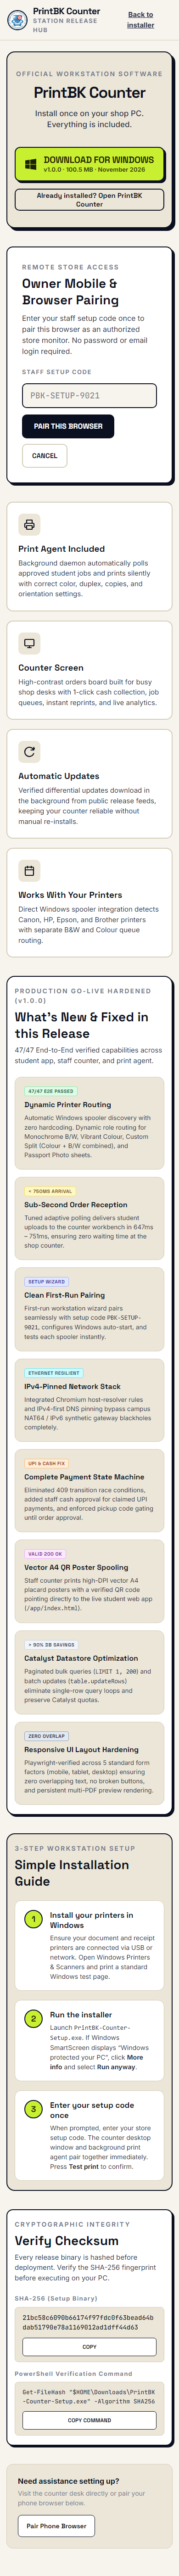 PrintBK Counter
STATION RELEASE
HUB
Back to
installer
OFFICIAL WORKSTATION SOFTWARE
PrintBK Counter
Install once on your shop PC.
Everything is included.
DOWNLOAD FOR WINDOWS
v1.0.0 · 100.5 MB · November 2026
Already installed? Open PrintBK
Counter
REMOTE STORE ACCESS
Owner Mobile &
Browser Pairing
Enter your staff setup code once to
pair this browser as an authorized
store monitor. No password or email
login required.
STAFF SETUP CODE
PBK-SETUP-9021
PAIR THIS BROWSER
CANCEL
Print Agent Included
Background daemon automatically polls
approved student jobs and prints silently
with correct color, duplex, copies, and
orientation settings.
Counter Screen
High-contrast orders board built for busy
shop desks with 1-click cash collection, job
queues, instant reprints, and live analytics.
Automatic Updates
Verified differential updates download in
the background from public release feeds,
keeping your counter reliable without
manual re-installs.
Works With Your Printers
Direct Windows spooler integration detects
Canon, HP, Epson, and Brother printers
with separate B&W and Colour queue
routing.
PRODUCTION GO-LIVE HARDENED
(v1.0.0)
What's New & Fixed in
this Release
47/47 End-to-End verified capabilities across
student app, staff counter, and print agent.
47/47 E2E PASSED
Dynamic Printer Routing
Automatic Windows spooler discovery with
zero hardcoding. Dynamic role routing for
Monochrome B/W, Vibrant Colour, Custom
Split (Colour + B/W combined), and
Passport Photo sheets.
< 750MS ARRIVAL
Sub-Second Order Reception
Tuned adaptive polling delivers student
uploads to the counter workbench in 647ms
– 751ms, ensuring zero waiting time at the
shop counter.
SETUP WIZARD
Clean First-Run Pairing
First-run workstation wizard pairs
seamlessly with setup code PBK-SETUP-
9021, configures Windows auto-start, and
tests each spooler instantly.
ETHERNET RESILIENT
IPv4-Pinned Network Stack
Integrated Chromium host-resolver rules
and IPv4-first DNS pinning bypass campus
NAT64 / IPv6 synthetic gateway blackholes
completely.
UPI & CASH FIX
Complete Payment State Machine
Eliminated 409 transition race conditions,
added staff cash approval for claimed UPI
payments, and enforced pickup code gating
until order approval.
VALID 200 OK
Vector A4 QR Poster Spooling
Staff counter prints high-DPI vector A4
placard posters with a verified QR code
pointing directly to the live student web app
(/app/index.html).
+ 90% DB SAVINGS
Catalyst Datastore Optimization
Paginated bulk queries (LIMIT 1, 200) and
batch updates (table.updateRows)
eliminate single-row query loops and
preserve Catalyst quotas.
ZERO OVERLAP
Responsive UI Layout Hardening
Playwright-verified across 5 standard form
factors (mobile, tablet, desktop) ensuring
zero overlapping text, no broken buttons,
and persistent multi-PDF preview rendering.
3-STEP WORKSTATION SETUP
Simple Installation
Guide
1
Install your printers in
Windows
Ensure your document and receipt
printers are connected via USB or
network. Open Windows Printers
& Scanners and print a standard
Windows test page.
2
Run the installer
Launch PrintBK-Counter-
Setup.exe. If Windows
SmartScreen displays "Windows
protected your PC", click More
info and select Run anyway.
3
Enter your setup code
once
When prompted, enter your store
setup code. The counter desktop
window and background print
agent pair together immediately.
Press Test print to confirm.
CRYPTOGRAPHIC INTEGRITY
Verify Checksum
Every release binary is hashed before
deployment. Verify the SHA-256 fingerprint
before executing on your PC.
SHA-256 (Setup Binary)
21bc58c6090b66174f97fdc0f63bead64b
dab51790e78a1169012ad1dff44d63
COPY
PowerShell Verification Command
Get-FileHash "$HOME\Downloads\PrintBK
-Counter-Setup.exe" -Algorithm SHA256
COPY COMMAND
Need assistance setting up?
Visit the counter desk directly or pair your
phone browser below.
Pair Phone Browser